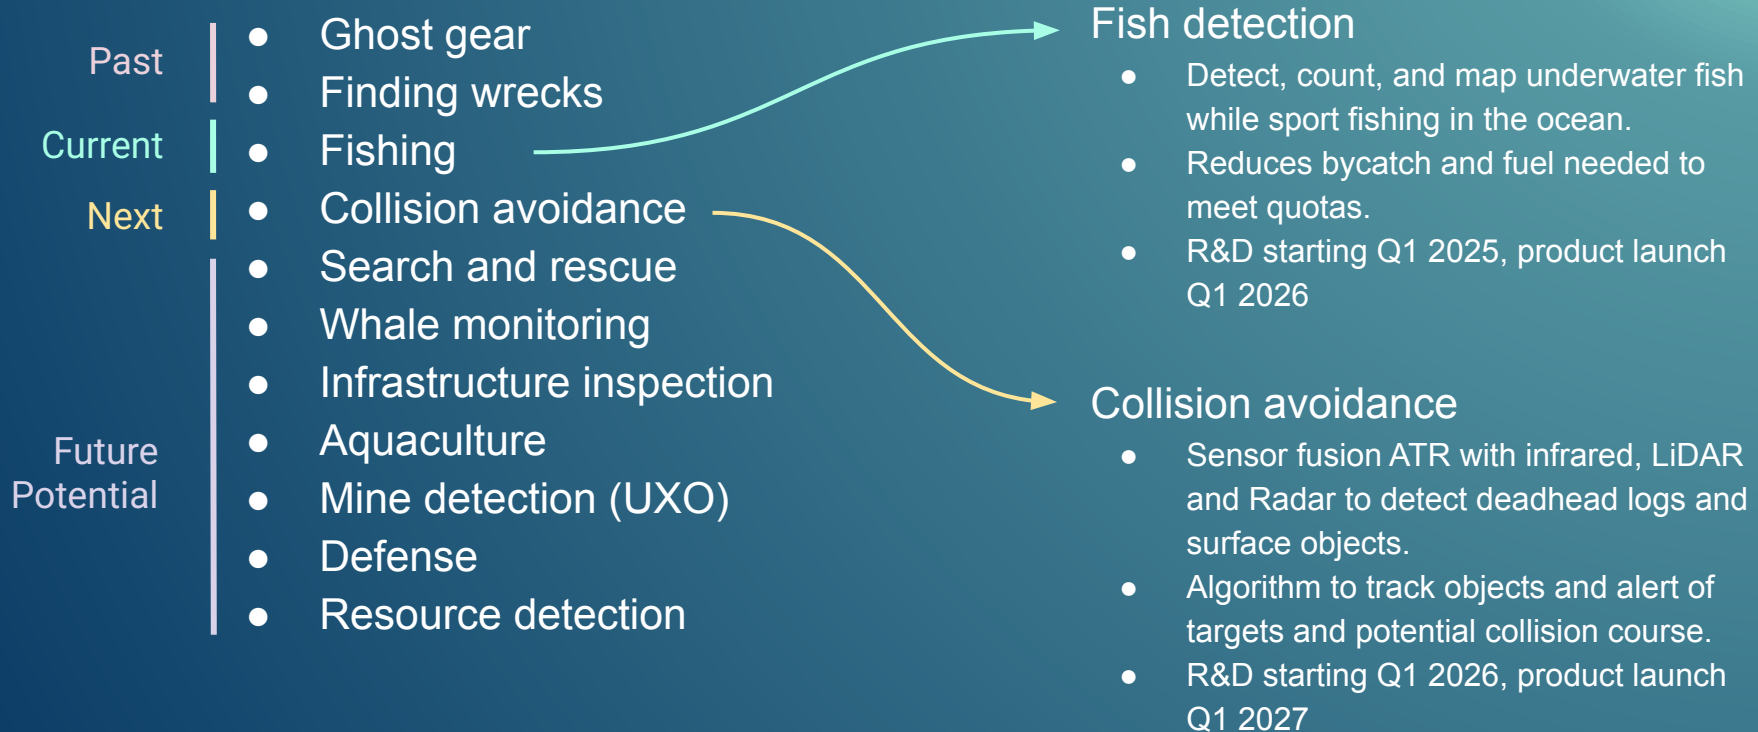 Past
● Ghost gear
● Finding wrecks
Current
● Fishing
Next
● Collision avoidance
Future
Potential
● Search and rescue
● Whale monitoring
● Infrastructure inspection
● Aquaculture
● Mine detection (UXO)
● Defense
● Resource detection
Fish detection
● Detect, count, and map underwater fish
while sport fishing in the ocean.
● Reduces bycatch and fuel needed to
meet quotas.
● R&D starting Q1 2025, product launch
Q1 2026
Collision avoidance
● Sensor fusion ATR with infrared, LiDAR
and Radar to detect deadhead logs and
surface objects.
● Algorithm to track objects and alert of
targets and potential collision course.
● R&D starting Q1 2026, product launch
Q1 2027